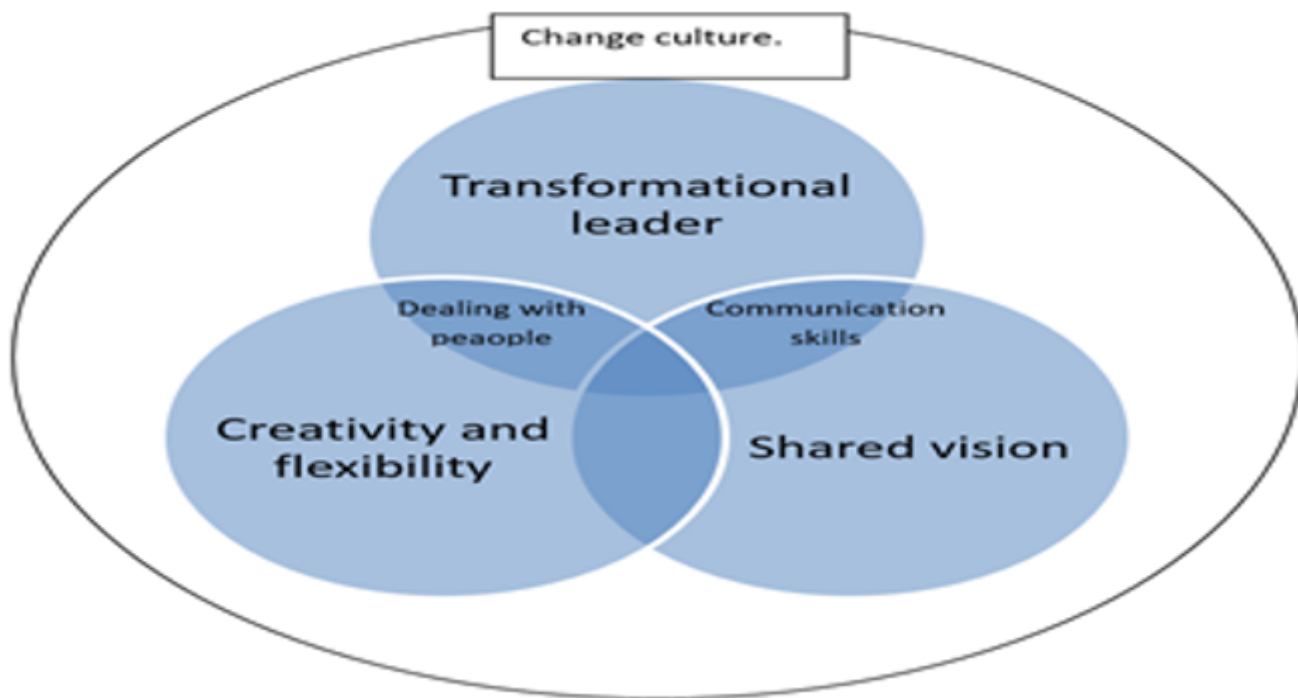 Change culture.
Transformational
leader
Dealing with
peaople
Communication
skills
Creativity and
flexibility
Shared vision